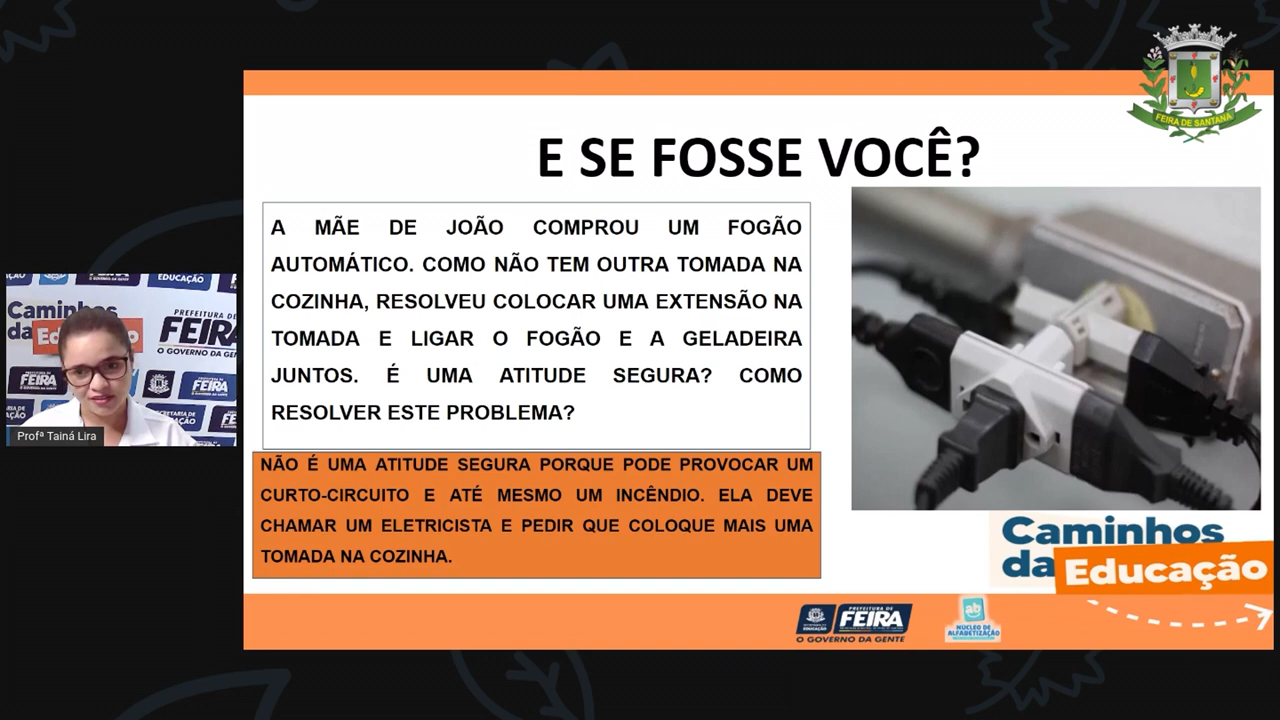 FEIRA DE SANTANA
E SE FOSSE VOCÊ?
A MÃE DE JOÃO COMPROU UM FOGÃO
AUTOMÁTICO. COMO NÃO TEM OUTRA TOMADA NA
COZINHA, RESOLVEU COLOCAR UMA EXTENSÃO NA
TOMADA E LIGAR O FOGÃO E A GELADEIRA
JUNTOS. É UMA ATITUDE SEGURA? COMO
RESOLVER ESTE PROBLEMA?
NÃO É UMA ATITUDE SEGURA PORQUE PODE PROVOCAR UM
CURTO-CIRCUITO E ATÉ MESMO UM INCÊNDIO. ELA DEVE
CHAMAR UM ELETRICISTA E PEDIR QUE COLOQUE MAIS UMA
TOMADA NA COZINHA.
EDUCAÇÃO
Caminhos
da Educação
PREFEITURA DE
FEIRA
O GOVERNO DA GENTE
FEIRA
FEIRA
Profª Tainá Lira
Caminhos
da Educação
PREFEITURA DE
FEIRA
EDUCAÇÃO
O GOVERNO DA GENTE
ab
NÚCLEO DE
ALFABETIZAÇÃO